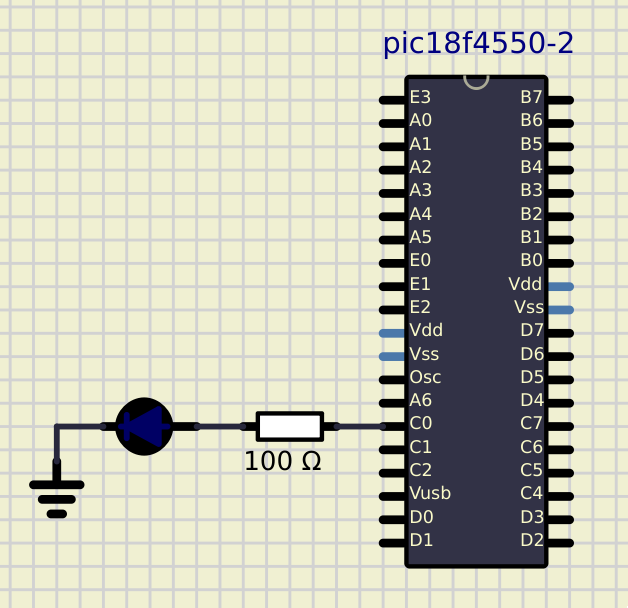 pic18f4550-2
E3 B7
A0 B6
A1 B5
A2 B4
A3 B3
A4 B2
A5 B1
E0 B0
E1 Vdd
E2 Vss
Vdd D7
Vss D6
Osc D5
A6 D4
C0 C7
C1 C6
C2 C5
Vusb C4
D0 D3
D1 D2
100 Ω